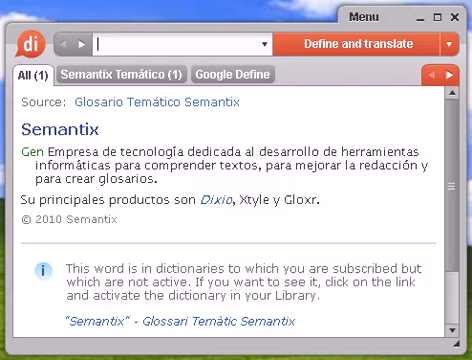 Menu
di
Define and translate
All (1)
Semantix Temático (1)
Google Define
Source: Glosario Temático Semantix
Semantix
Gen Empresa de tecnología dedicada al desarrollo de herramientas
informáticas para comprender textos, para mejorar la redacción y
para crear glosarios.
Su principales producto son Dixio, Xtyle y Gloxr.
© 2010 Semantix
i
This word is in dictionaries to which you are subscribed but
which are not active. If you want to see it, click on the link
and activate the dictionary in your Library.
"Semantix" - Glossari Temàtic Semantix